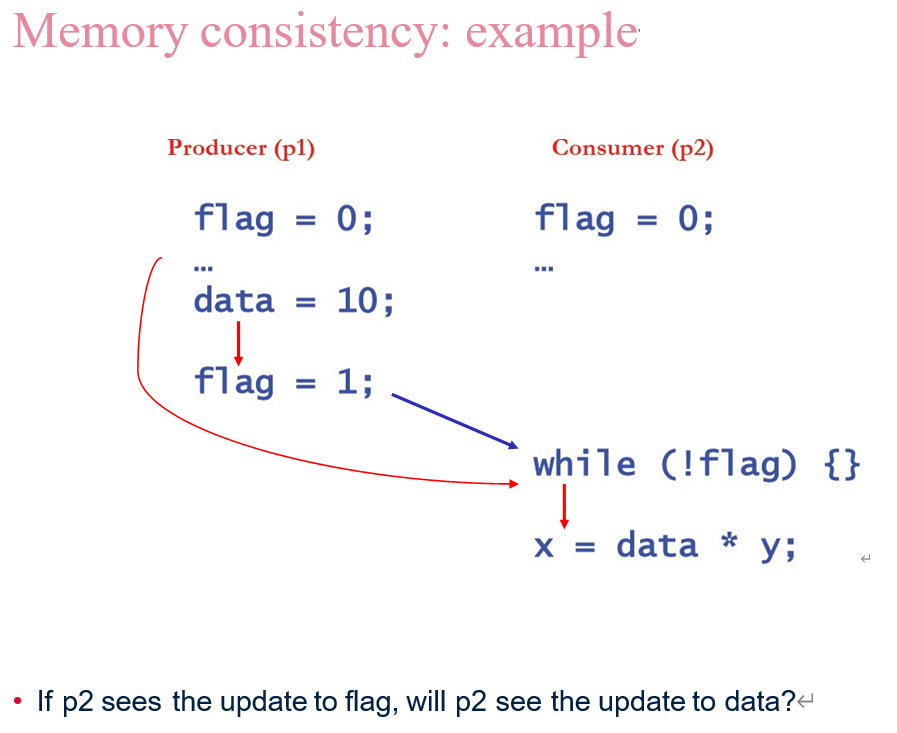 Memory consistency: example
Producer (p1)
Consumer (p2)
flag = 0;
flag = 0;
…
…
data = 10;
flag = 1;
while (!flag) {}
x = data * y;
• If p2 sees the update to flag, will p2 see the update to data?